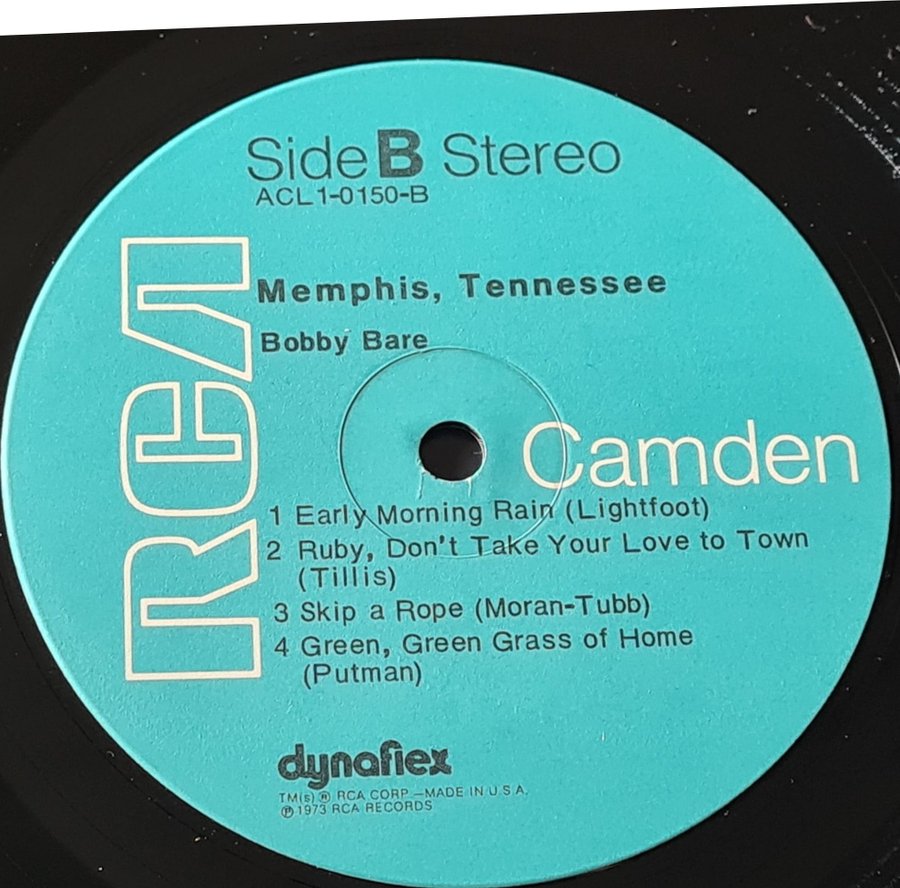 Side B Stereo
ACL1-0150-B
Memphis, Tennessee
Bobby Bare
RCA
Camden
1 Early Morning Rain (Lightfoot)
2 Ruby, Don't Take Your Love to Town
(Tillis)
3 Skip a Rope (Moran-Tubb)
4 Green, Green Grass of Home
(Putman)
dynaflex
TM(s) ® RCA CORP.—MADE IN U.S.A.
℗ 1973 RCA RECORDS